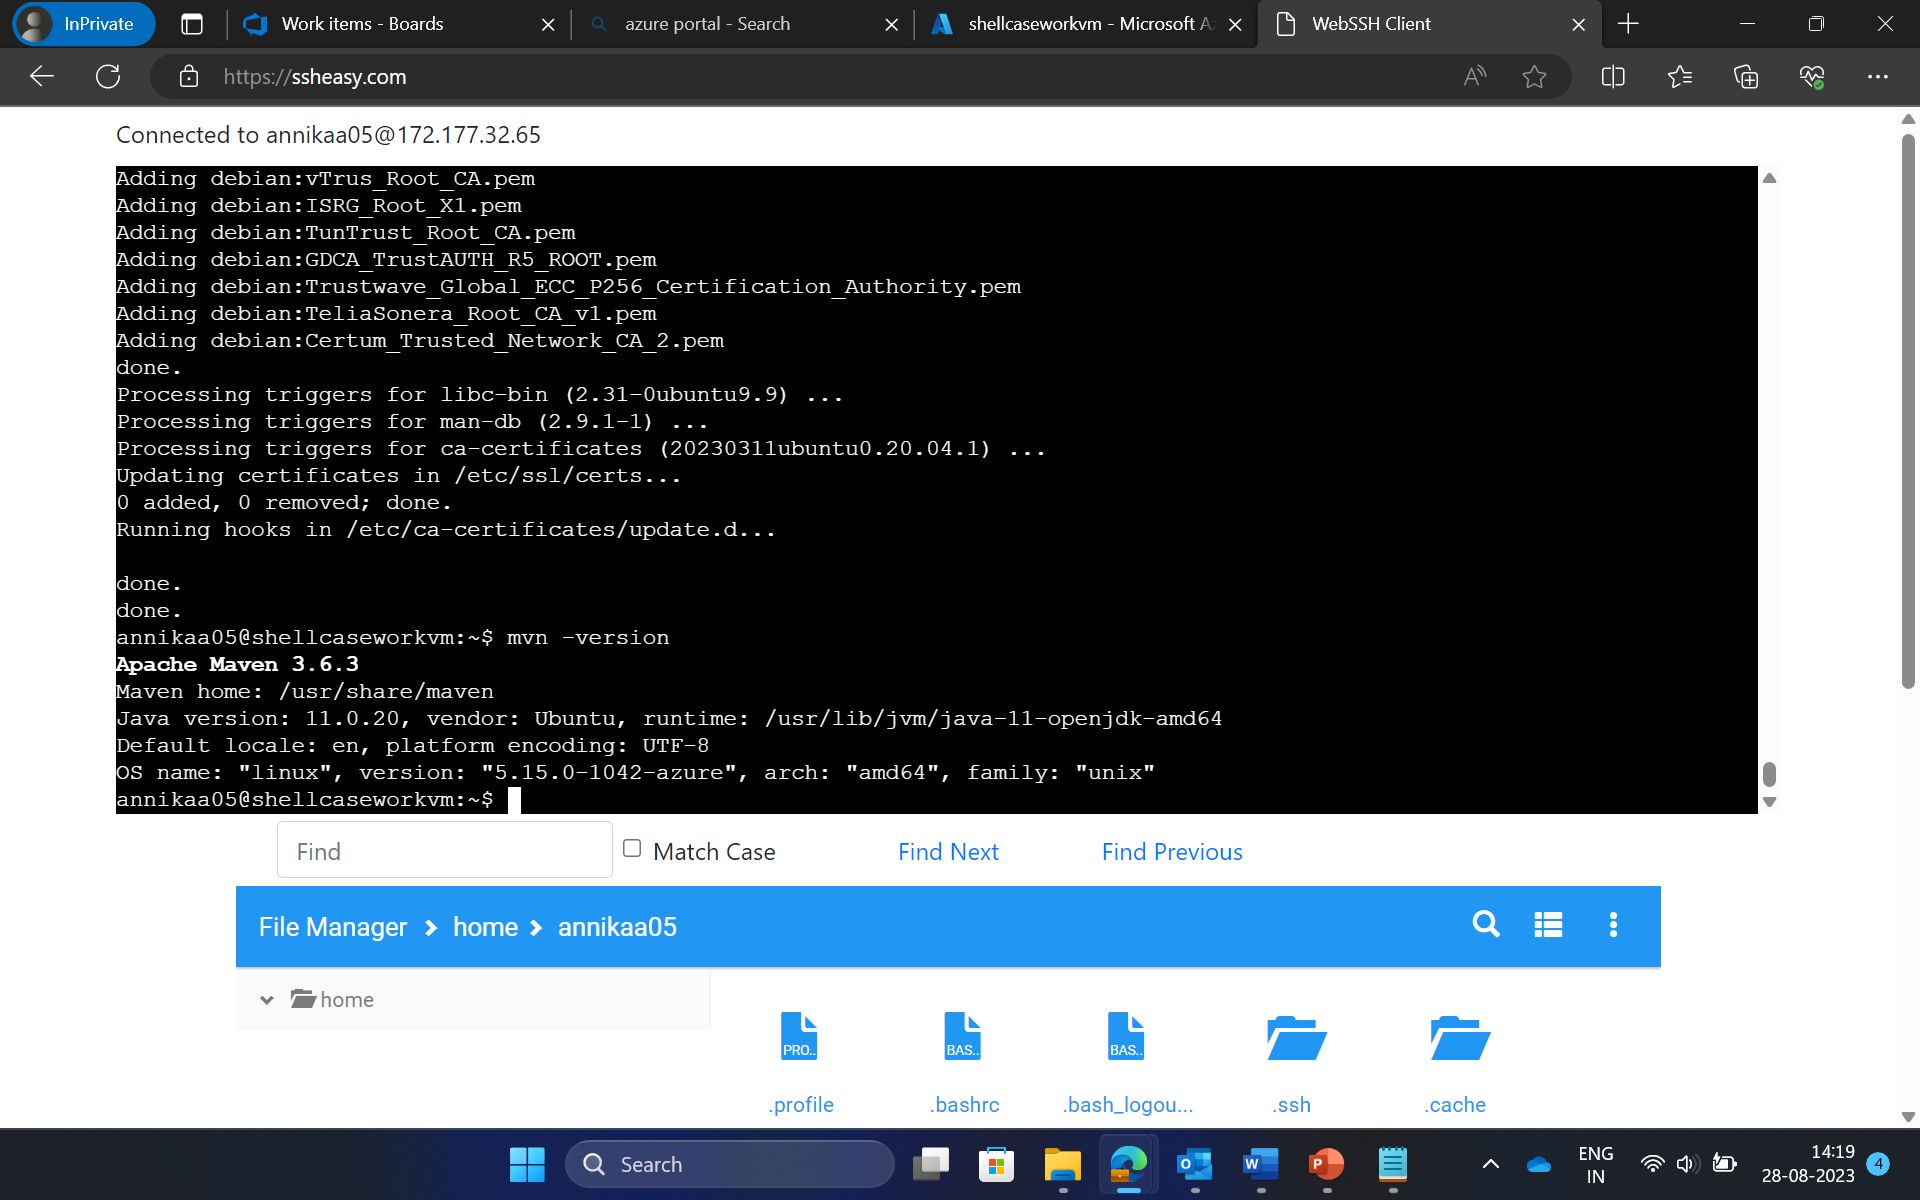 InPrivate
Work items - Boards
azure portal - Search
shellcaseworkvm - Microsoft A
WebSSH Client
https://ssheasy.com
Connected to annikaa05@172.177.32.65
Adding debian:vTrus_Root_CA.pem
Adding debian:ISRG_Root_X1.pem
Adding debian:TunTrust_Root_CA.pem
Adding debian:GDCA_TrustAUTH_R5_ROOT.pem
Adding debian:Trustwave_Global_ECC_P256_Certification_Authority.pem
Adding debian:TeliaSonera_Root_CA_v1.pem
Adding debian:Certum_Trusted_Network_CA_2.pem
done.
Processing triggers for libc-bin (2.31-0ubuntu9.9) ...
Processing triggers for man-db (2.9.1-1) ...
Processing triggers for ca-certificates (20230311ubuntu0.20.04.1) ...
Updating certificates in /etc/ssl/certs...
0 added, 0 removed; done.
Running hooks in /etc/ca-certificates/update.d...
done.
done.
annikaa05@shellcaseworkvm:~$ mvn -version
Apache Maven 3.6.3
Maven home: /usr/share/maven
Java version: 11.0.20, vendor: Ubuntu, runtime: /usr/lib/jvm/java-11-openjdk-amd64
Default locale: en, platform encoding: UTF-8
OS name: "linux", version: "5.15.0-1042-azure", arch: "amd64", family: "unix"
annikaa05@shellcaseworkvm:~$
Find
Match Case
Find Next
Find Previous
File Manager
home
annikaa05
home
PRO..
BAS..
BAS..
.profile
.bashrc
.bash_logou...
.ssh
.cache
Search
ENG
IN
14:19
28-08-2023
4